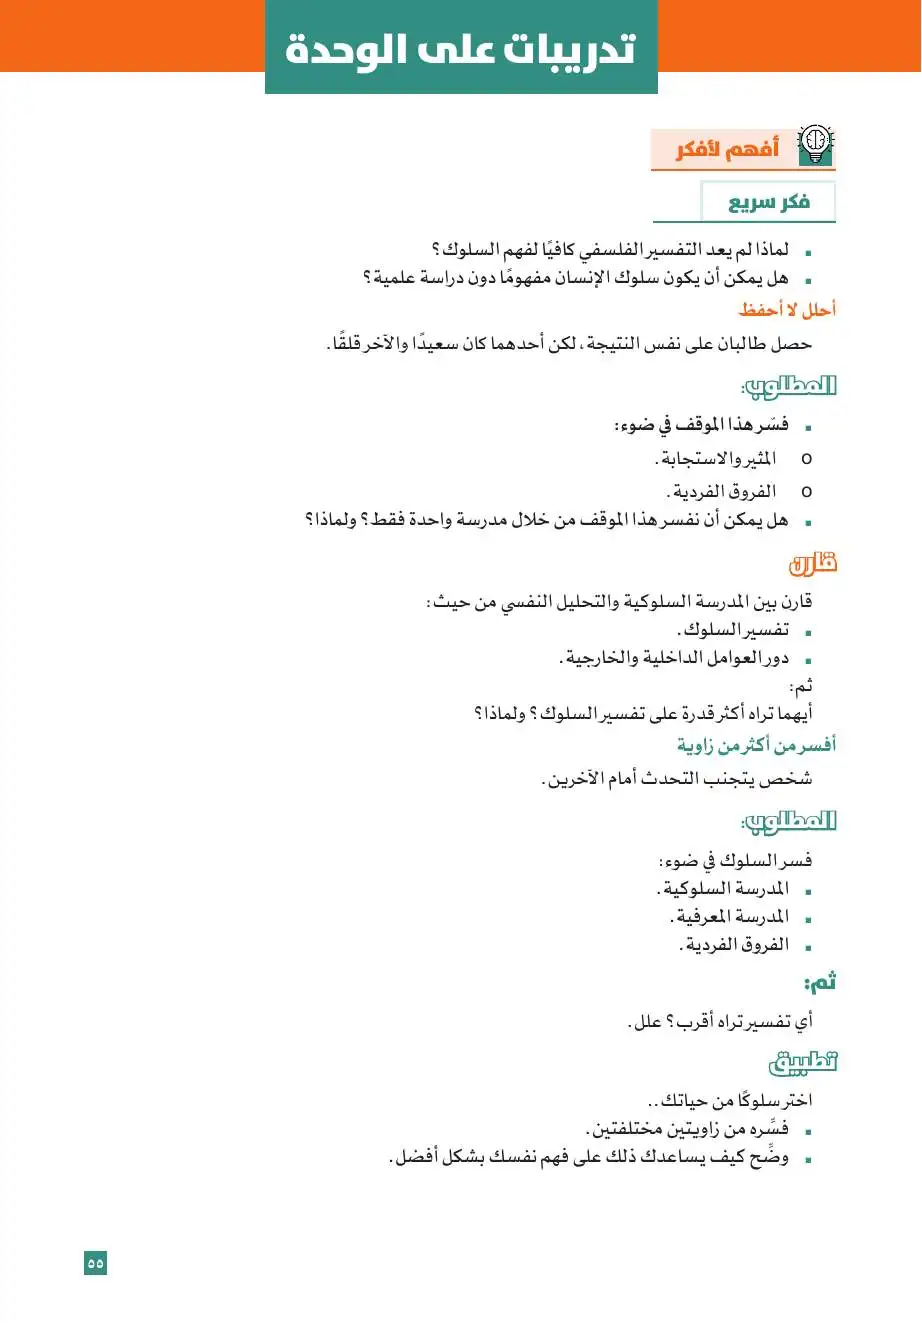 تدريبات على الوحدة
أفهم لأفكر
فكر سريع
▪ لماذا لم يعد التفسير الفلسفي كافيًا لفهم السلوك؟
▪ هل يمكن أن يكون سلوك الإنسان مفهومًا دون دراسة علمية؟
أحلل لا أحفظ
حصل طالبان على نفس النتيجة، لكن أحدهما كان سعيدًا والآخر قلقًا.
المطلوب:
▪ فسّر هذا الموقف في ضوء:
o المثير والاستجابة.
o الفروق الفردية.
▪ هل يمكن أن نفسر هذا الموقف من خلال مدرسة واحدة فقط؟ ولماذا؟
قارن
قارن بين المدرسة السلوكية والتحليل النفسي من حيث:
▪ تفسير السلوك.
▪ دور العوامل الداخلية والخارجية.
ثم:
أيهما تراه أكثر قدرة على تفسير السلوك؟ ولماذا؟
أفسر من أكثر من زاوية
شخص يتجنب التحدث أمام الآخرين.
المطلوب:
فسر السلوك في ضوء:
▪ المدرسة السلوكية.
▪ المدرسة المعرفية.
▪ الفروق الفردية.
ثم:
أي تفسير تراه أقرب؟ علل.
تطبيق
اختر سلوكًا من حياتك..
▪ فسِّره من زاويتين مختلفتين.
▪ وضِّح كيف يساعدك ذلك على فهم نفسك بشكل أفضل.
٥٥